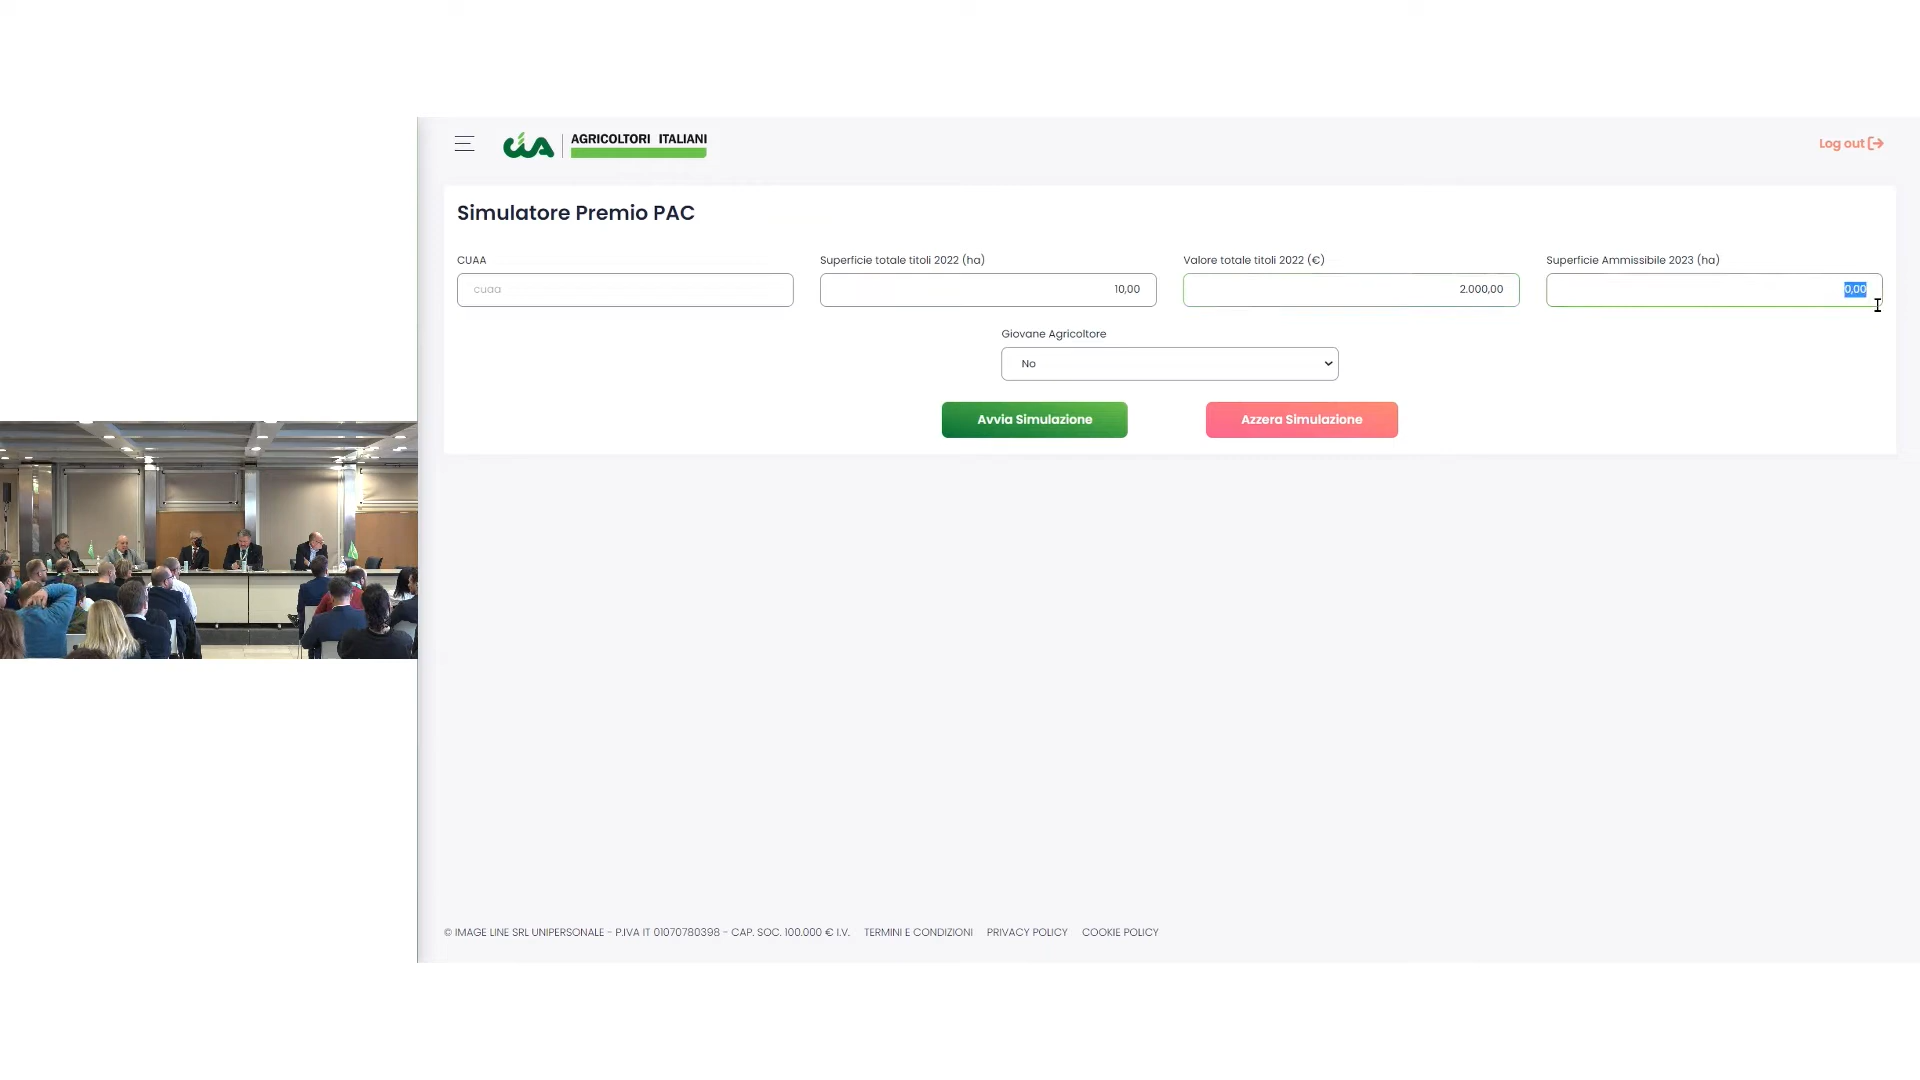 CIA AGRICOLTORI ITALIANI
Log out
Simulatore Premio PAC
CUAA
Superficie totale titoli 2022 (ha)
Valore totale titoli 2022 (€)
Superficie Ammissibile 2023 (ha)
cuaa
10,00
2.000,00
0,00
Giovane Agricoltore
No
Avvia Simulazione
Azzera Simulazione
© IMAGE LINE SRL UNIPERSONALE - P.IVA IT 01070780398 - CAP. SOC. 100.000 € I.V. TERMINI E CONDIZIONI PRIVACY POLICY COOKIE POLICY